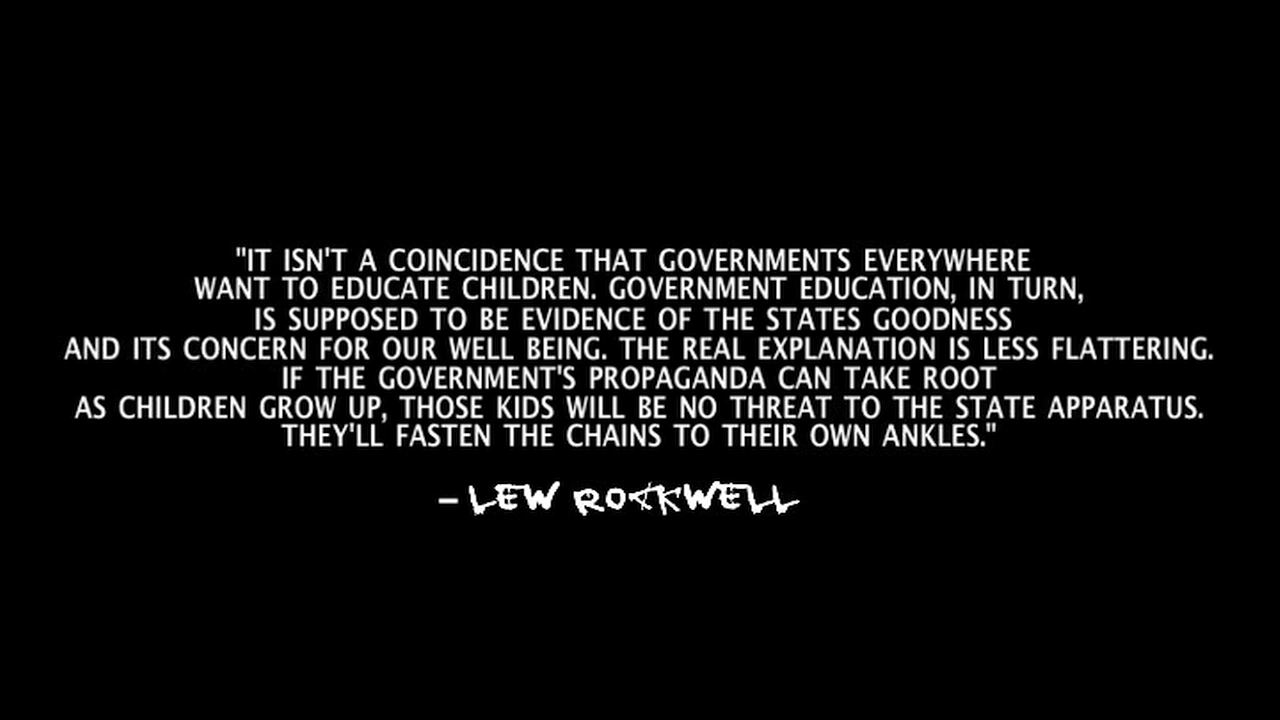 "IT ISN'T A COINCIDENCE THAT GOVERNMENTS EVERYWHERE
WANT TO EDUCATE CHILDREN. GOVERNMENT EDUCATION, IN TURN,
IS SUPPOSED TO BE EVIDENCE OF THE STATES GOODNESS
AND ITS CONCERN FOR OUR WELL BEING. THE REAL EXPLANATION IS LESS FLATTERING.
IF THE GOVERNMENT'S PROPAGANDA CAN TAKE ROOT
AS CHILDREN GROW UP, THOSE KIDS WILL BE NO THREAT TO THE STATE APPARATUS.
THEY'LL FASTEN THE CHAINS TO THEIR OWN ANKLES."
– LEW ROCKWELL